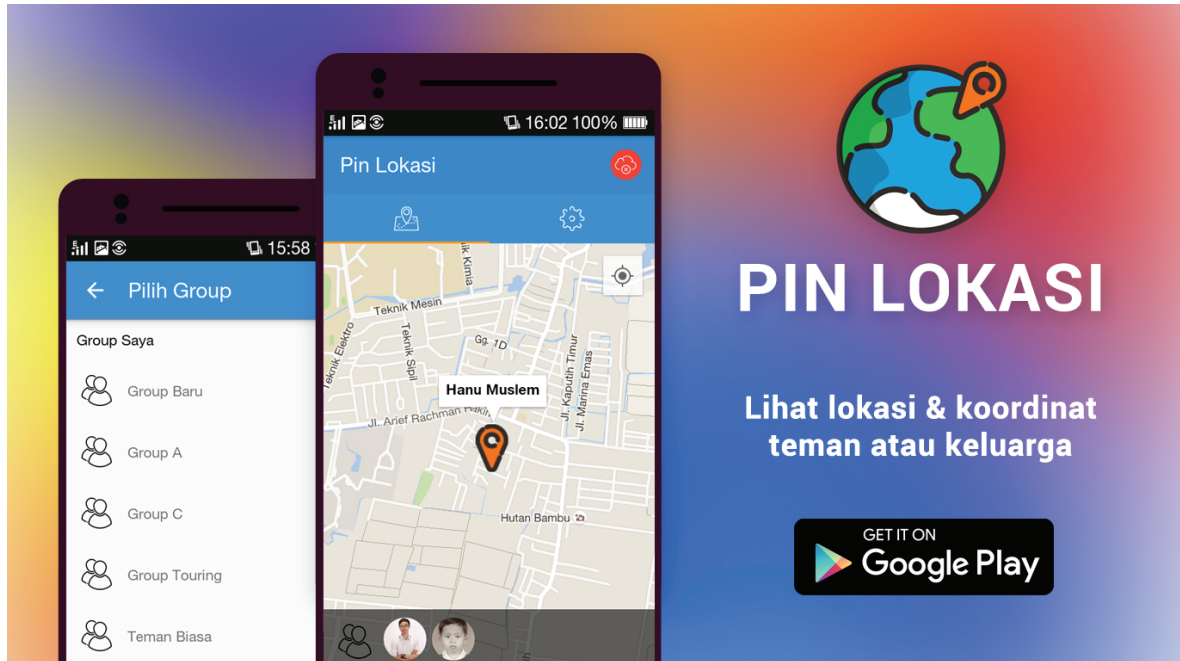 15:58
Pilih Group
Group Saya
Group Baru
Group A
Group C
Group Touring
Teman Biasa
16:02 100%
Pin Lokasi
Teknik Mesin
Teknik Sipil
Teknik Elektro
ik Kimia
Gg. 1D
Jl. Kaputih Timur
Jl. Marina Emas
Hanu Muslem
Jl. Arief Rachman
Hutan Bambu
PIN LOKASI
Lihat lokasi & koordinat
teman atau keluarga
GET IT ON
Google Play